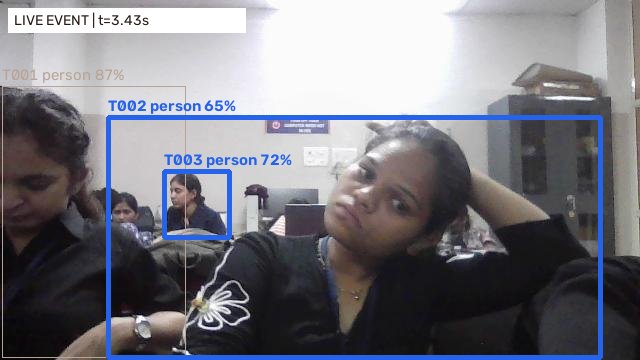 LIVE EVENT | t=3.43s
T001 person 87%
T002 person 65%
T003 person 72%